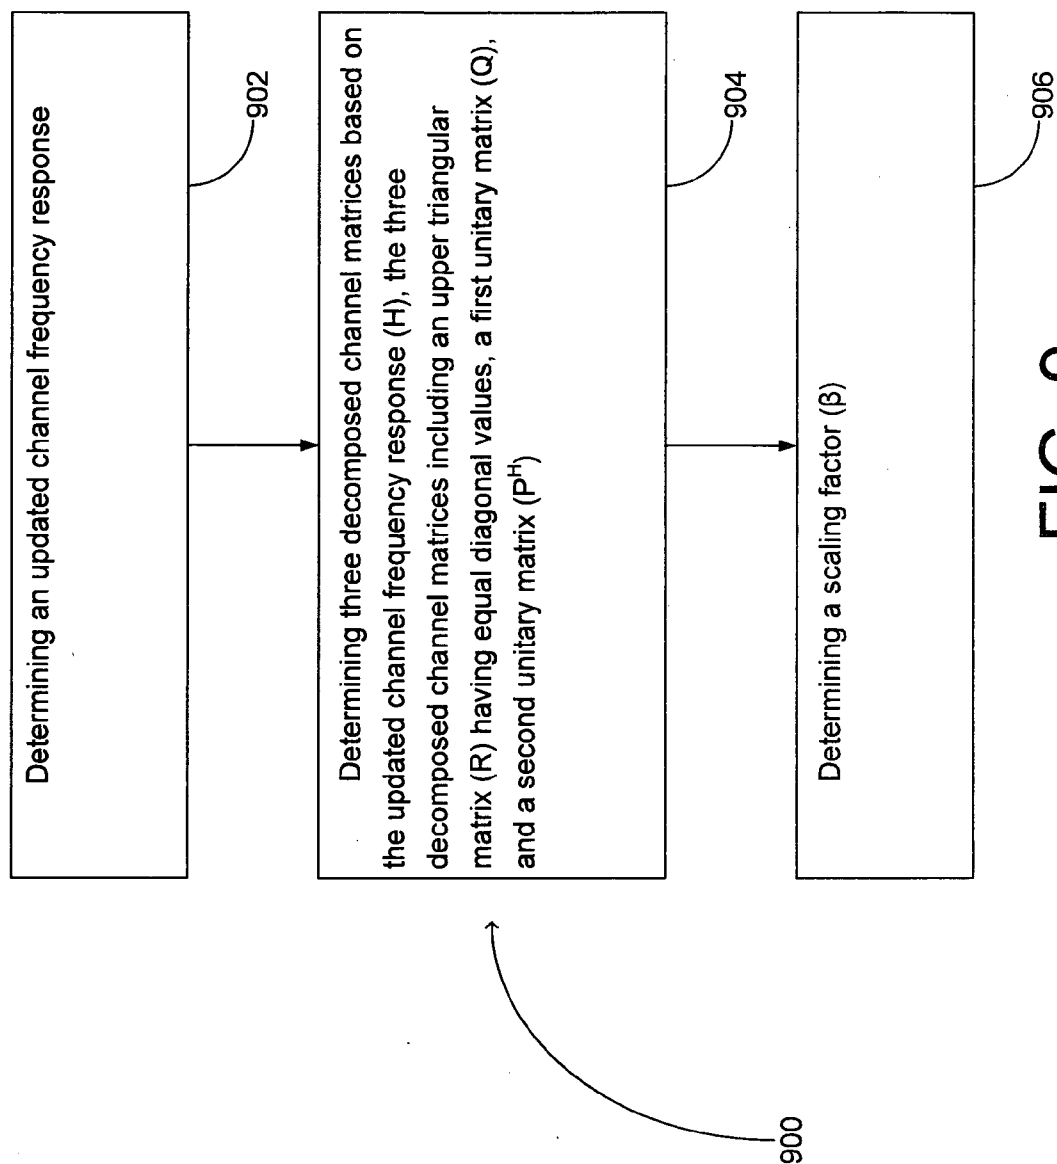 Determining an updated channel frequency response
902
Determining three decomposed channel matrices based on
the updated channel frequency response (H), the three
decomposed channel matrices including an upper triangular
matrix (R) having equal diagonal values, a first unitary matrix (Q),
and a second unitary matrix (P^H)
904
Determining a scaling factor (β)
906
900
FIG.